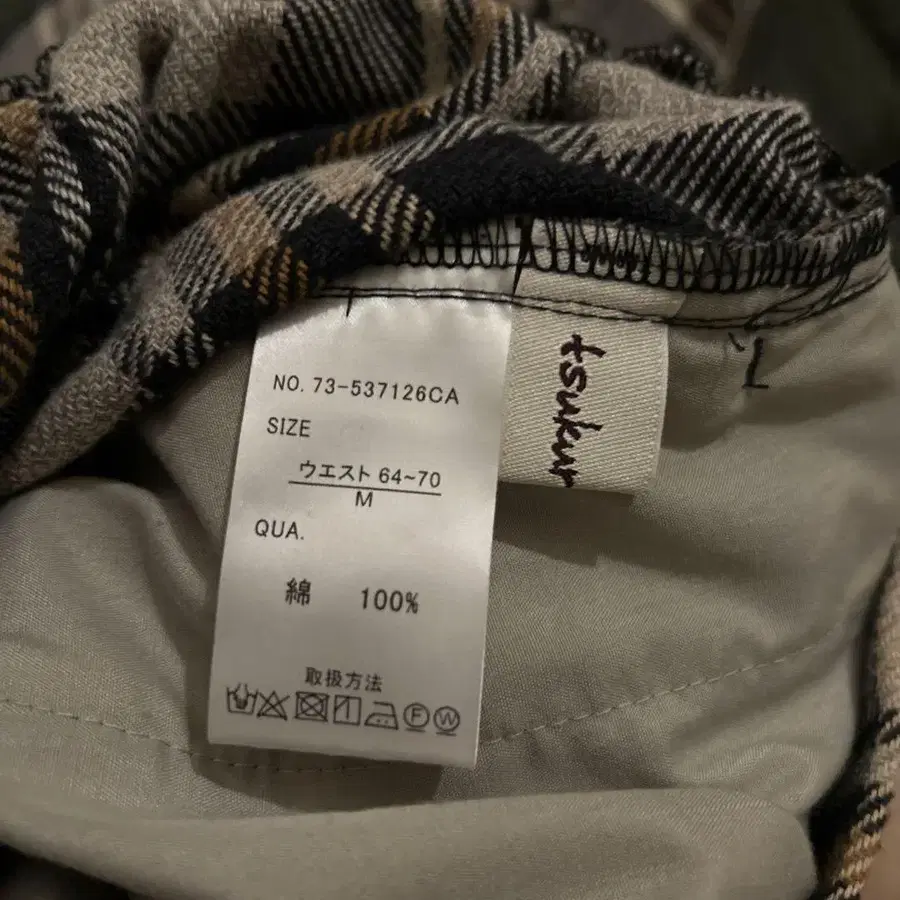 NO. 73-537126CA
SIZE
ウエスト 64~70
M
QUA.
綿 100%
取扱方法
F W
tsukur